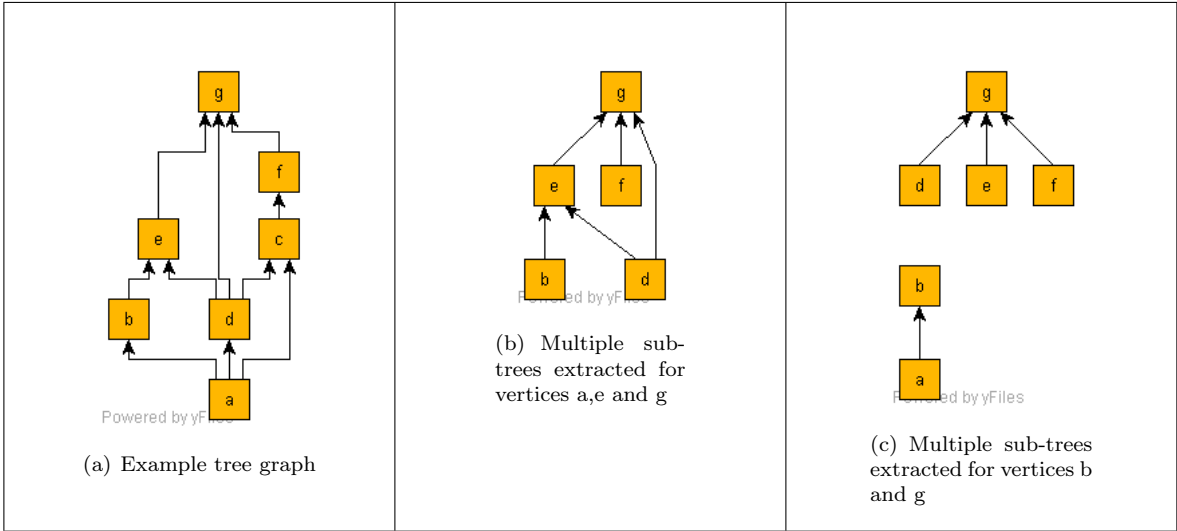 g
f
e
c
b
d
a
Powered by yFiles
(a) Example tree graph
g
e
f
b
d
Powered by yFiles
(b) Multiple sub-
trees extracted for
vertices a,e and g
g
d
e
f
b
a
Powered by yFiles
(c) Multiple sub-trees
extracted for vertices b
and g